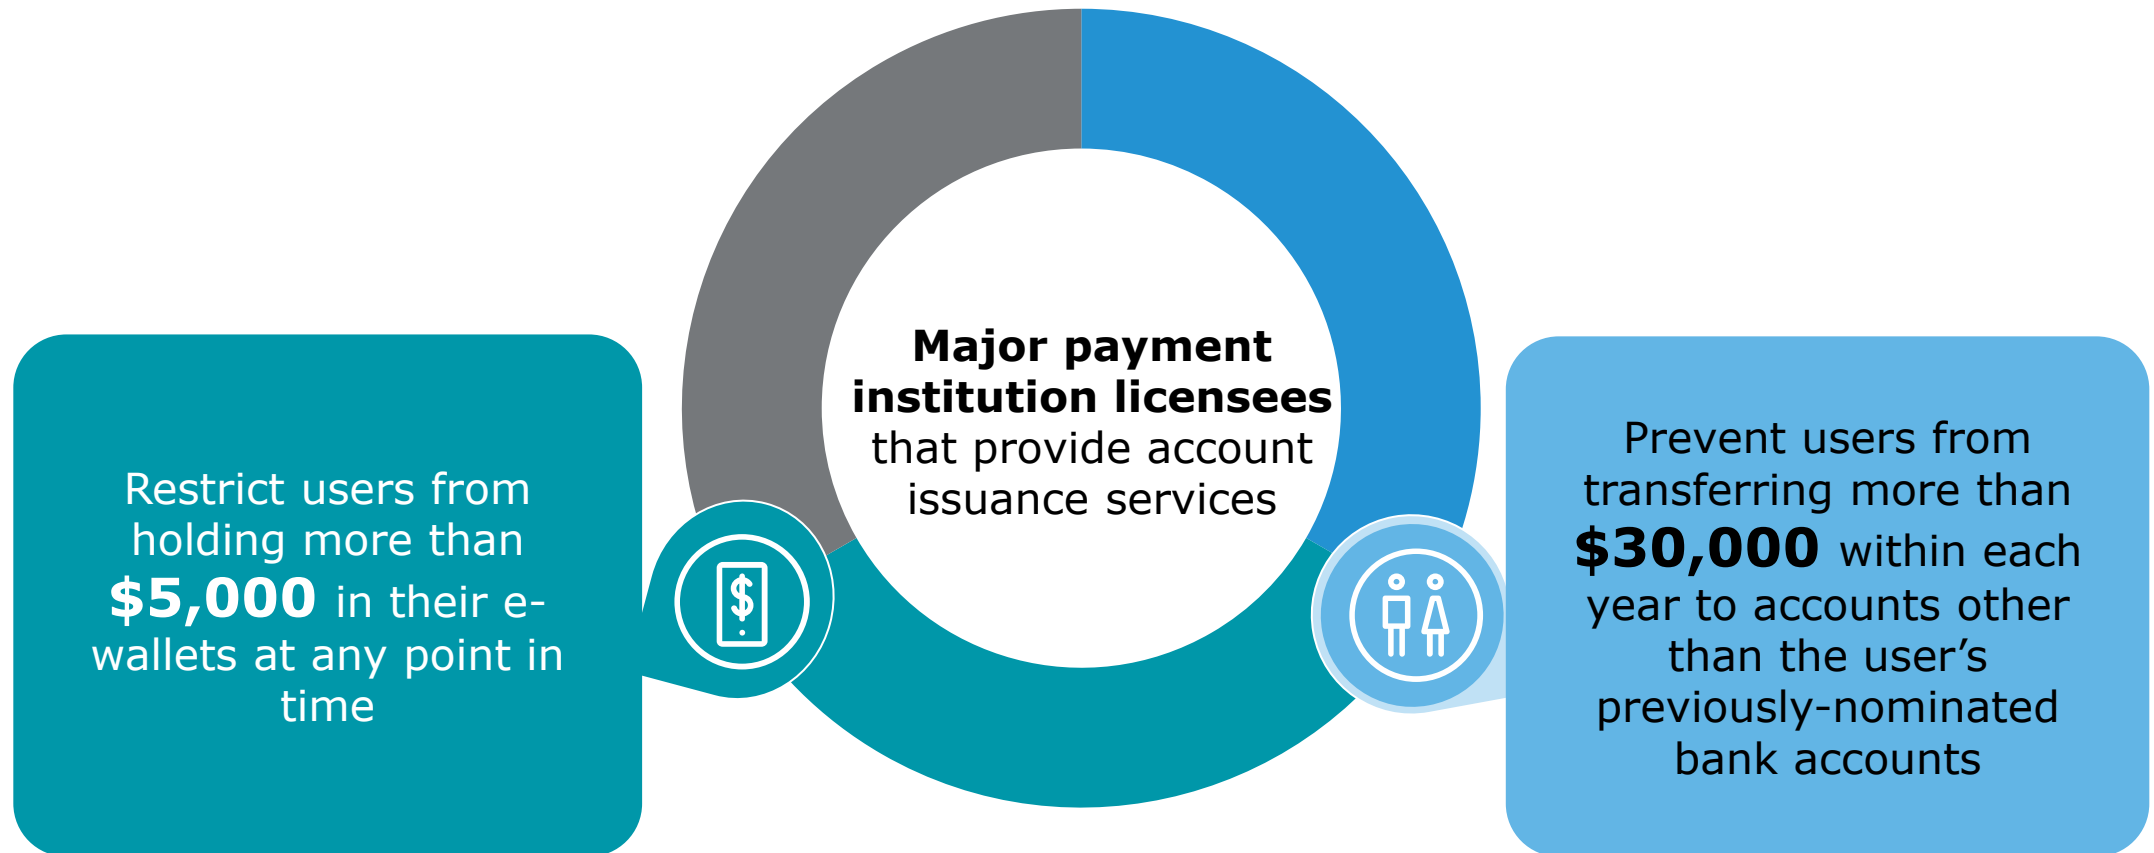 Major payment
institution licensees
that provide account
issuance services
Restrict users from
holding more than
$5,000 in their e-
wallets at any point in
time
Prevent users from
transferring more than
$30,000 within each
year to accounts other
than the user’s
previously-nominated
bank accounts